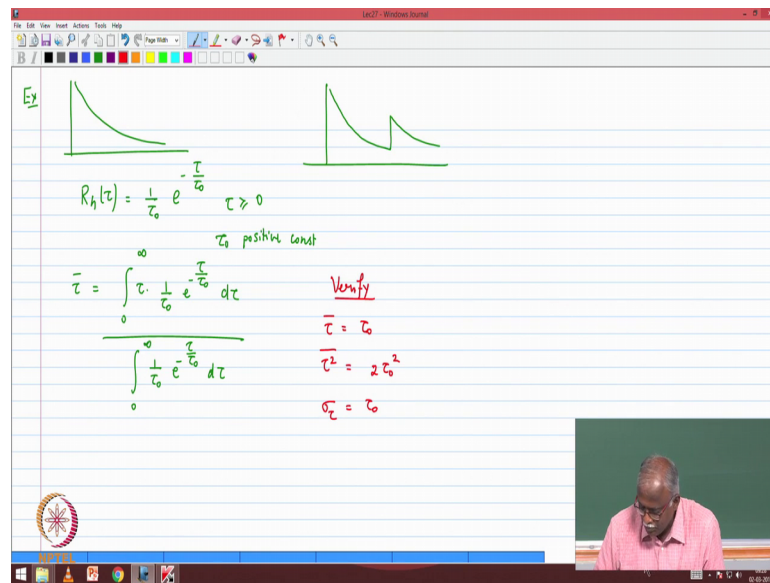 Lec27 - Windows Journal
File Edit View Insert Actions Tools Help
Page Width
B I
Ex
R_h(τ) = 1/τ₀ e^(-τ/τ₀) τ ≥ 0
τ₀ positive const
τ̄ = ∫₀^∞ τ · 1/τ₀ e^(-τ/τ₀) dτ
∫₀^∞ 1/τ₀ e^(-τ/τ₀) dτ
Verify
τ̄ = τ₀
τ̄² = 2τ₀²
σ_τ = τ₀
NPTEL